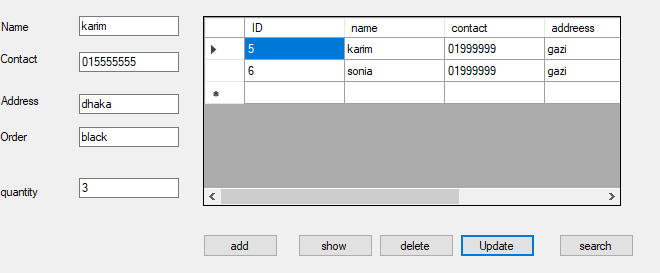 Name karim
Contact 015555555
Address dhaka
Order black
quantity 3
ID name contact addreess
5 karim 01999999 gazi
6 sonia 01999999 gazi
add show delete Update search